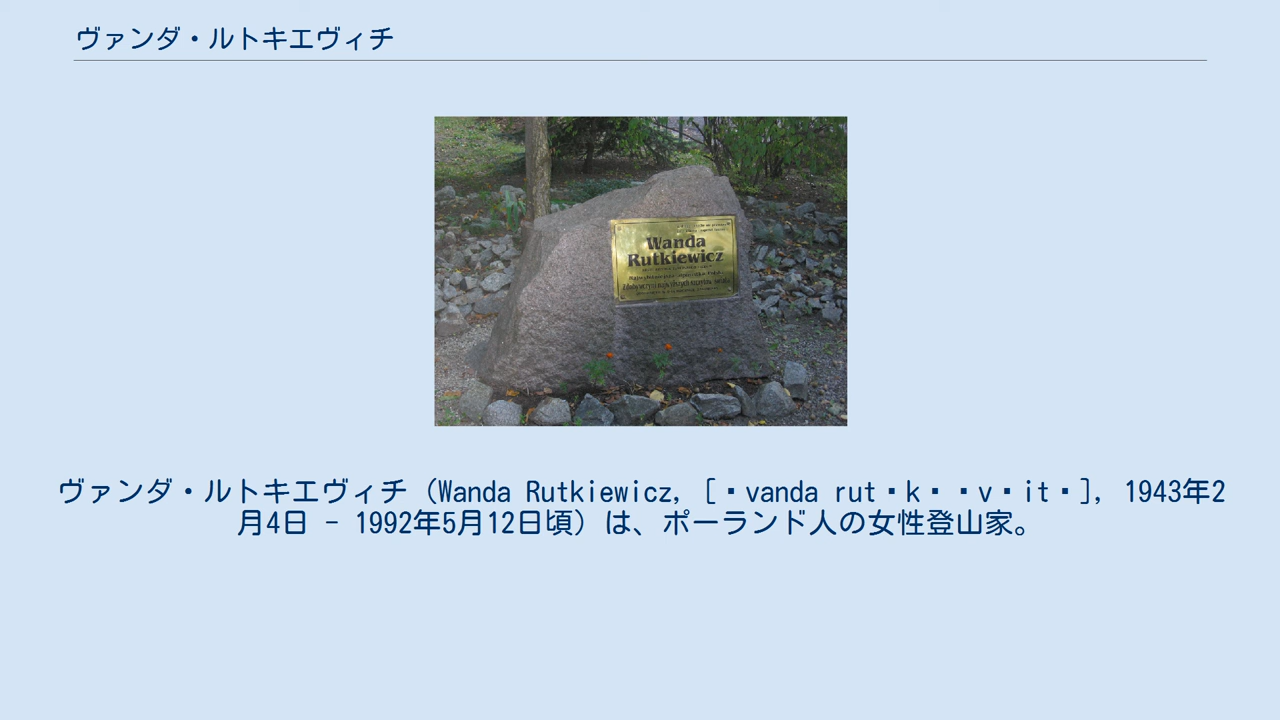 ヴァンダ・ルトキエヴィチ
Wanda
Rutkiewicz
ヴァンダ・ルトキエヴィチ（Wanda Rutkiewicz, [・vanda rut・k・・v・it・], 1943年2
月4日 - 1992年5月12日頃）は、ポーランド人の女性登山家。